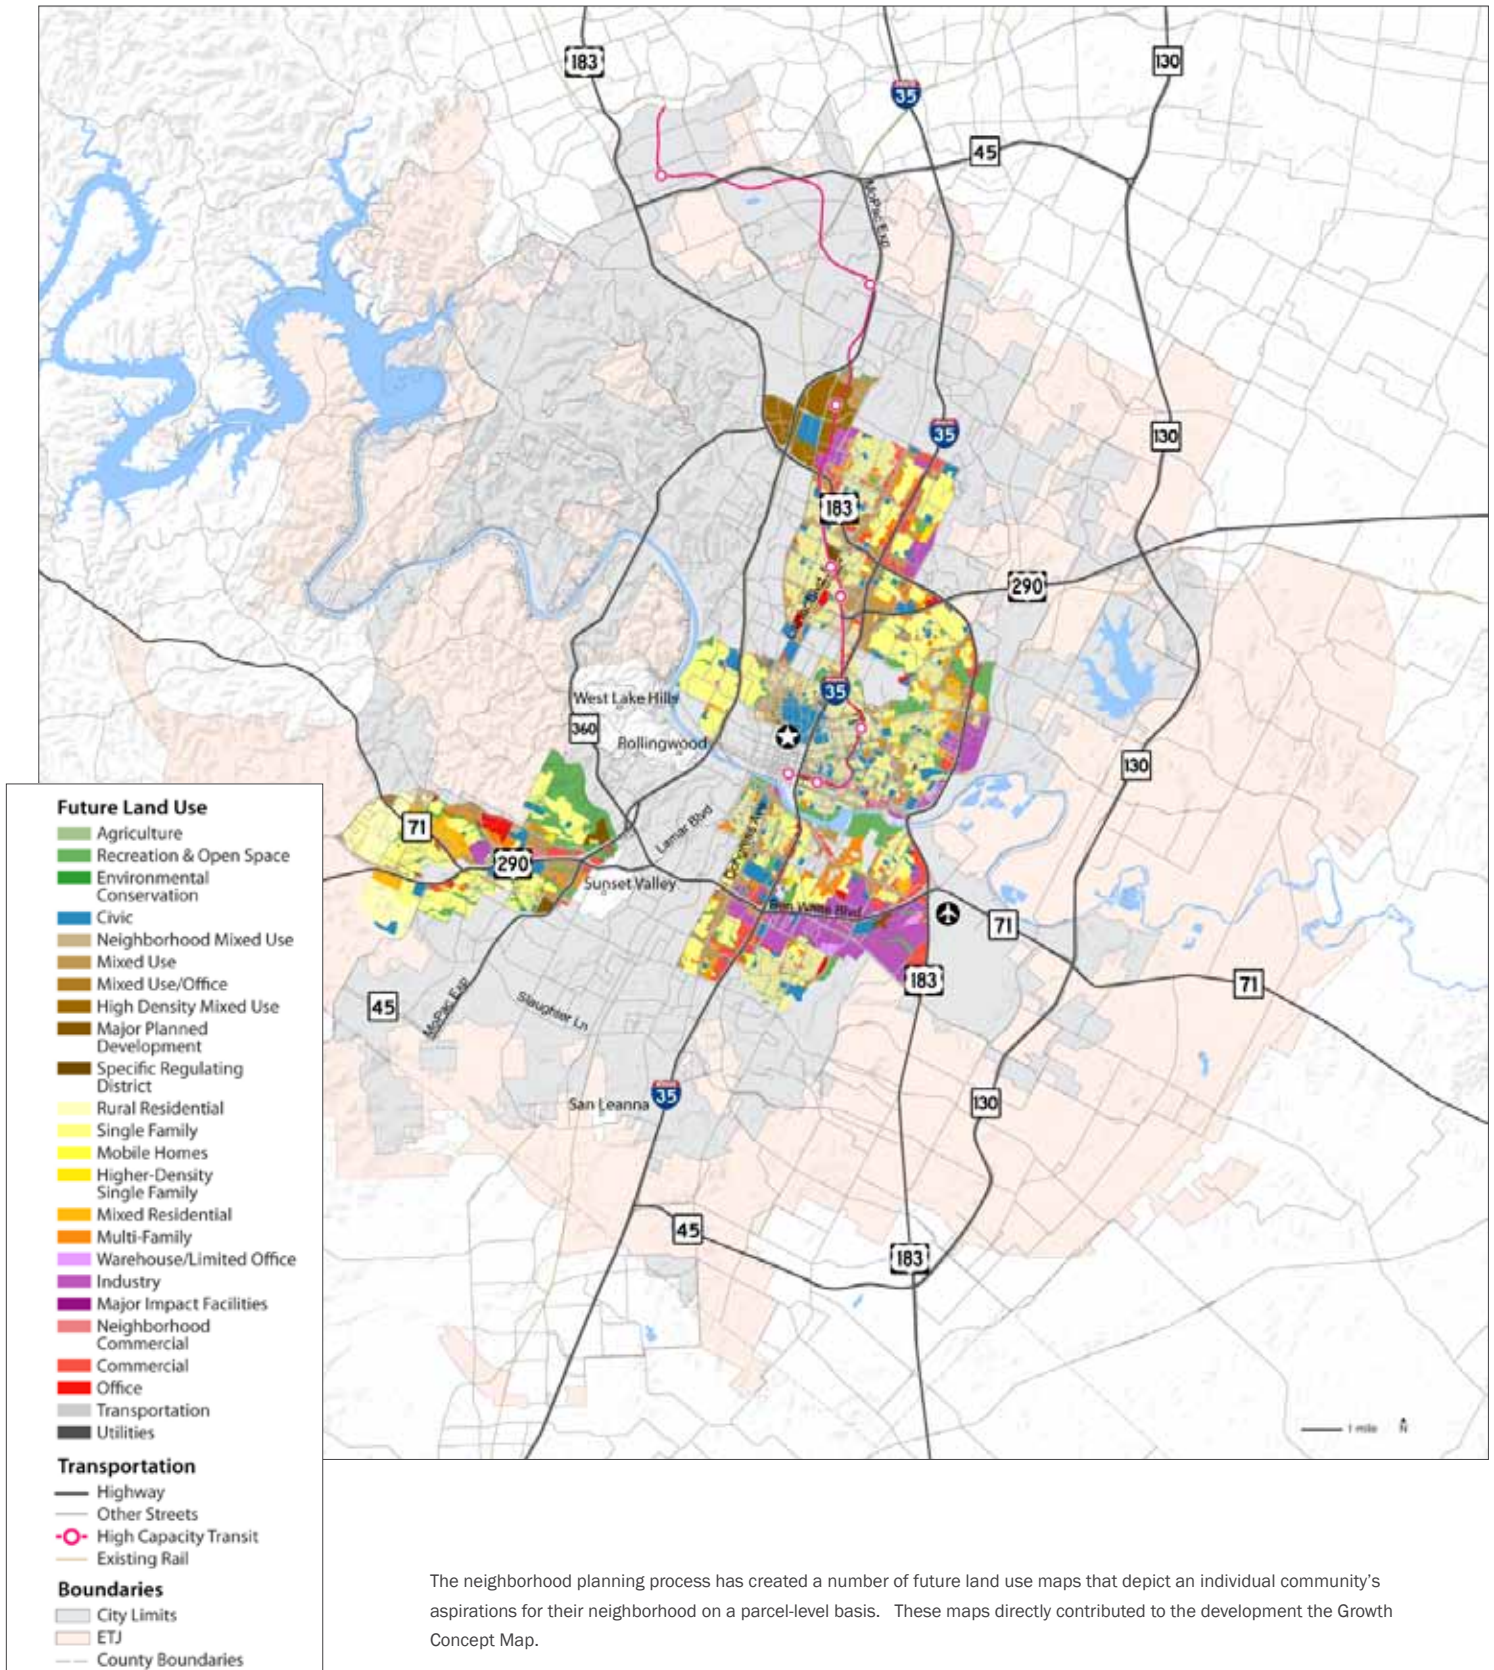 183
35
130
45
MoPac Exp
35
130
183
290
35
West Lake Hills
360
Rollingwood
130
Lamar Blvd
71
290
Sunset Valley
Ben White Blvd
71
183
71
45
MoPac Exp
Slaughter Ln
San Leanna
35
130
45
183
1 mile N
Future Land Use
Agriculture
Recreation & Open Space
Environmental
Conservation
Civic
Neighborhood Mixed Use
Mixed Use
Mixed Use/Office
High Density Mixed Use
Major Planned
Development
Specific Regulating
District
Rural Residential
Single Family
Mobile Homes
Higher-Density
Single Family
Mixed Residential
Multi-Family
Warehouse/Limited Office
Industry
Major Impact Facilities
Neighborhood
Commercial
Commercial
Office
Transportation
Utilities
Transportation
Highway
Other Streets
High Capacity Transit
Existing Rail
Boundaries
City Limits
ETJ
County Boundaries
The neighborhood planning process has created a number of future land use maps that depict an individual community's
aspirations for their neighborhood on a parcel-level basis.   These maps directly contributed to the development the Growth
Concept Map.